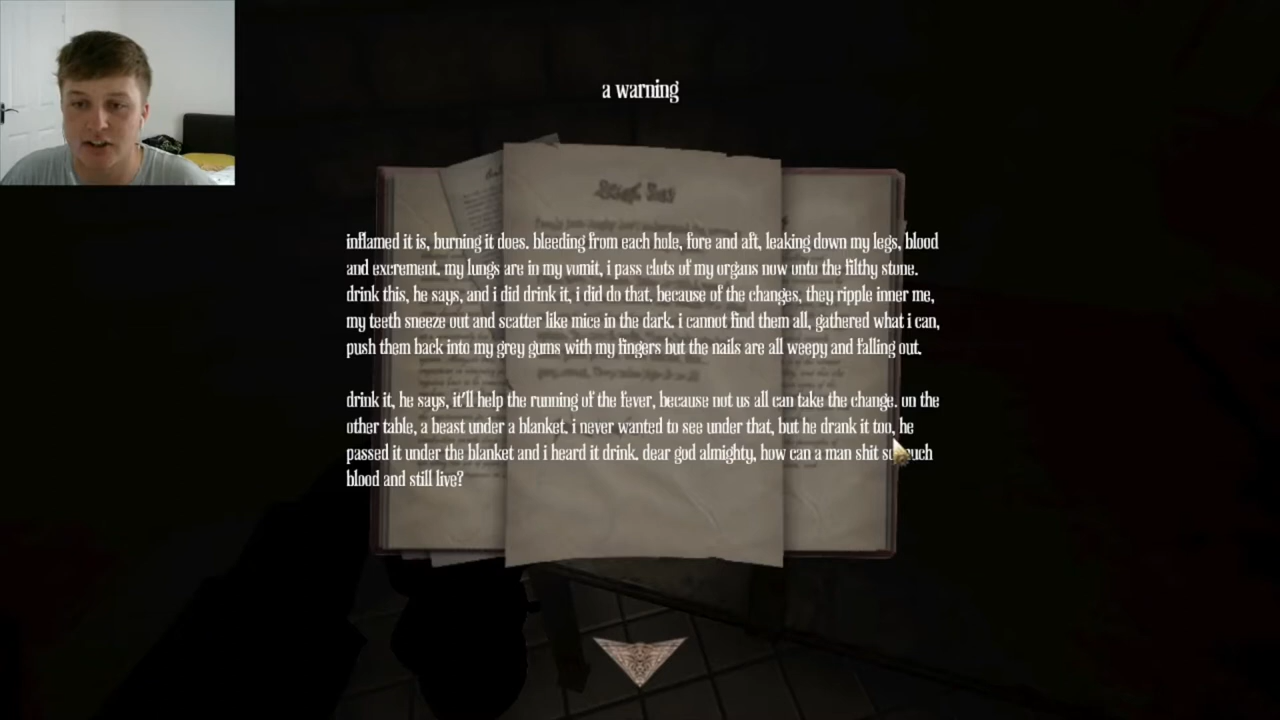 a warning
inflamed it is, burning it does. bleeding from each hole, fore and aft, leaking down my legs, blood
and excrement. my lungs are in my vomit, i pass clots of my organs now onto the filthy stone.
drink this, he says, and i did drink it, i did do that. because of the changes, they ripple inner me,
my teeth sneeze out and scatter like mice in the dark. i cannot find them all, gathered what i can,
push them back into my grey gums with my fingers but the nails are all weepy and falling out.
drink it, he says, it'll help the running of the fever, because not us all can take the change. on the
other table, a beast under a blanket. i never wanted to see under that, but he drank it too, he
passed it under the blanket and i heard it drink. dear god almighty, how can a man shit so much
blood and still live?